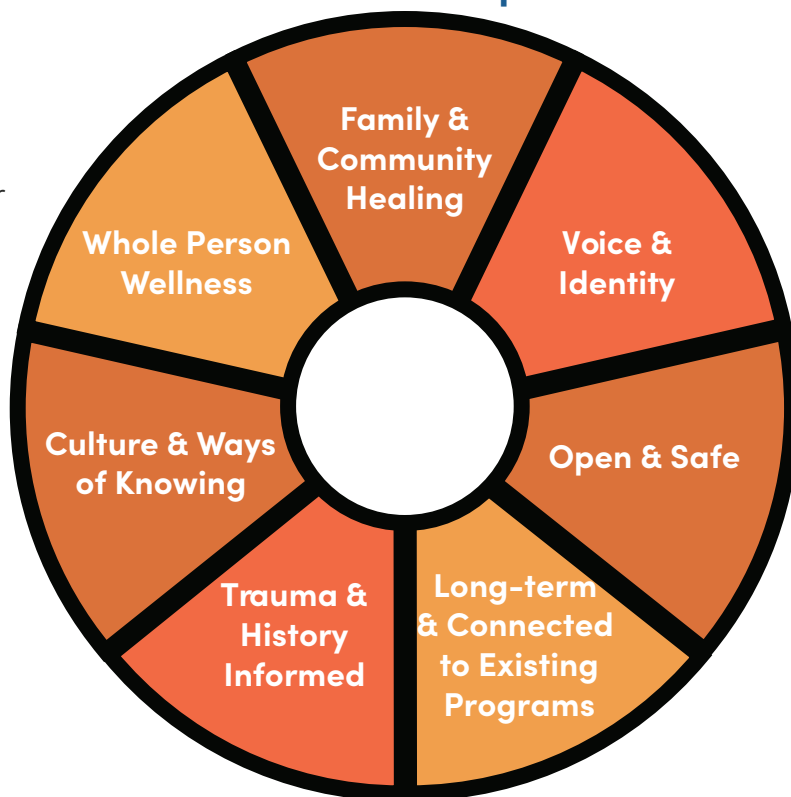 Family &
Community
Healing
Voice &
Identity
Open & Safe
Long-term
& Connected
to Existing
Programs
Trauma &
History
Informed
Culture & Ways
of Knowing
Whole Person
Wellness